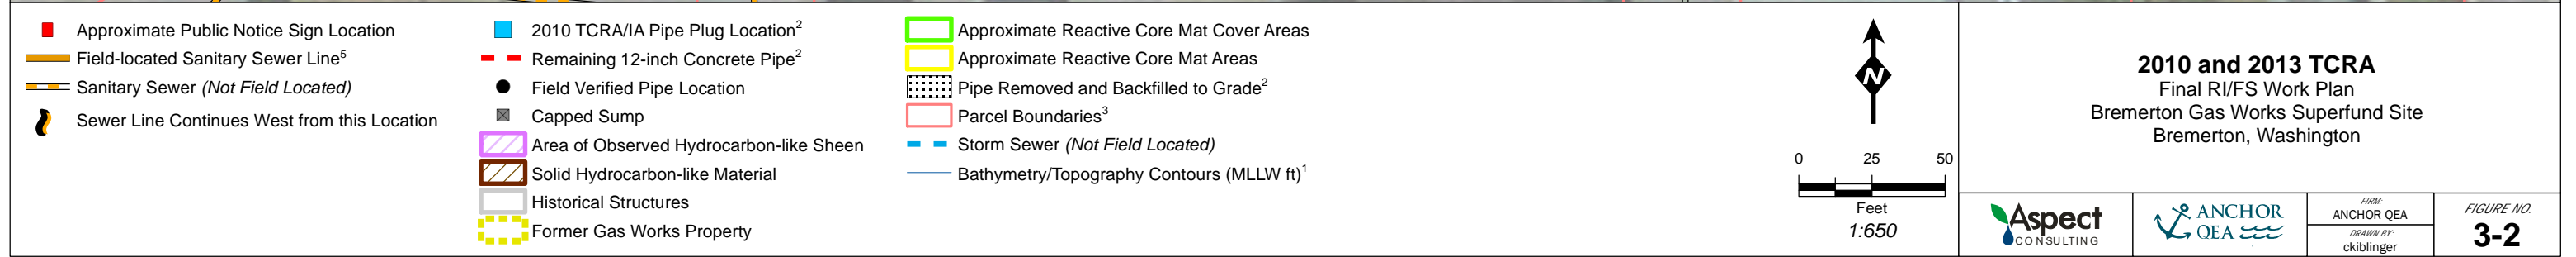 Approximate Public Notice Sign Location
Field-located Sanitary Sewer Line5
Sanitary Sewer (Not Field Located)
Sewer Line Continues West from this Location
2010 TCRA/IA Pipe Plug Location2
Remaining 12-inch Concrete Pipe2
Field Verified Pipe Location
Capped Sump
Area of Observed Hydrocarbon-like Sheen
Solid Hydrocarbon-like Material
Historical Structures
Former Gas Works Property
Approximate Reactive Core Mat Cover Areas
Approximate Reactive Core Mat Areas
Pipe Removed and Backfilled to Grade2
Parcel Boundaries3
Storm Sewer (Not Field Located)
Bathymetry/Topography Contours (MLLW ft)1
N
0 25 50
Feet
1:650
2010 and 2013 TCRA
Final RI/FS Work Plan
Bremerton Gas Works Superfund Site
Bremerton, Washington
Aspect
CONSULTING
ANCHOR
QEA
FIRM:
ANCHOR QEA
DRAWN BY:
ckiblinger
FIGURE NO.
3-2